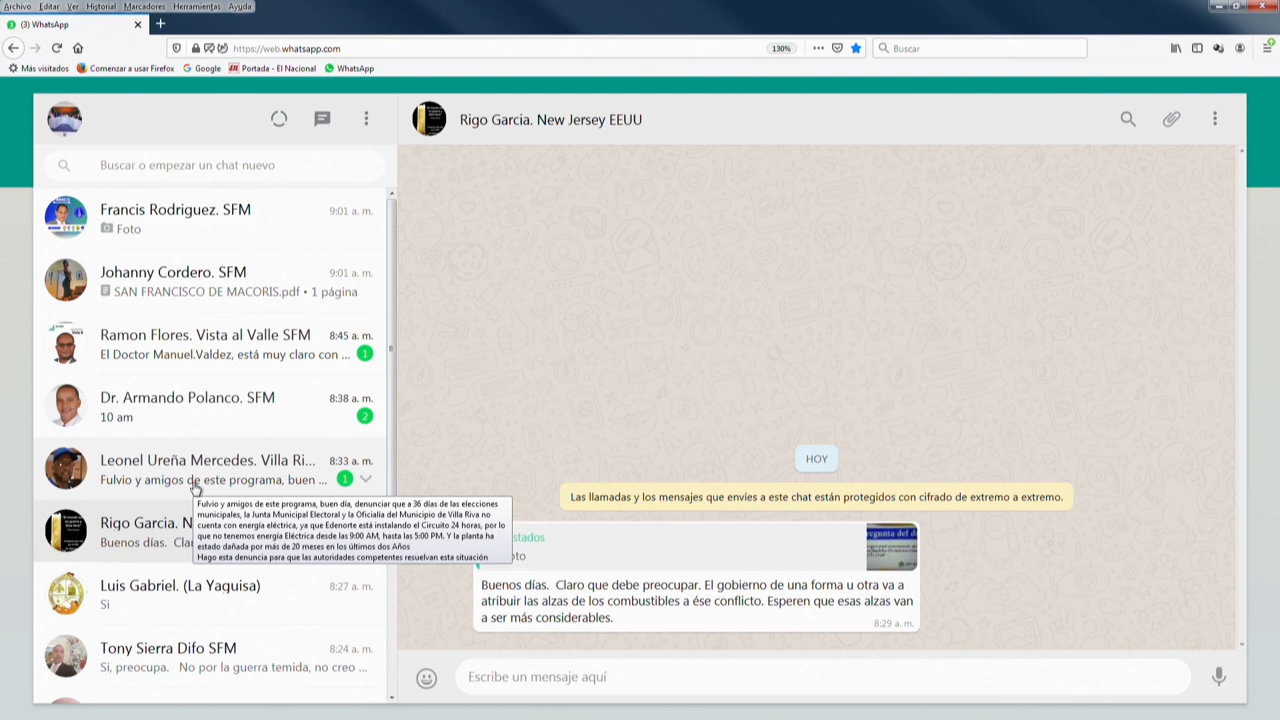 Archivo Editar Ver Historial Marcadores Herramientas Ayuda
(3) WhatsApp
https://web.whatsapp.com
130%
Buscar
Más visitados
Comenzar a usar Firefox
Google
Portada - El Nacional
WhatsApp
Rigo Garcia. New Jersey EEUU
Buscar o empezar un chat nuevo
Francis Rodriguez. SFM 9:01 a. m.
Foto
Johanny Cordero. SFM 9:01 a. m.
SAN FRANCISCO DE MACORIS.pdf • 1 página
Ramon Flores. Vista al Valle SFM 8:45 a. m.
El Doctor Manuel.Valdez, está muy claro con ... 1
Dr. Armando Polanco. SFM 8:38 a. m.
10 am 2
Leonel Ureña Mercedes. Villa Ri... 8:33 a. m.
Fulvio y amigos de este programa, buen ... 1
Fulvio y amigos de este programa, buen día, denunciar que a 36 días de las elecciones
municipales, la Junta Municipal Electoral y la Oficialía del Municipio de Villa Riva no
cuenta con energía eléctrica, ya que Edenorte está instalando el Circuito 24 horas, por lo
que no tenemos energía Eléctrica desde las 9:00 AM, hasta las 5:00 PM. Y la planta ha
estado dañada por más de 20 meses en los últimos dos Años
Hago esta denuncia para que las autoridades competentes resuelvan esta situación
Rigo Garcia. N
Buenos días. Clar
Luis Gabriel. (La Yaguisa) 8:27 a. m.
Si
Tony Sierra Difo SFM 8:24 a. m.
Si, preocupa. No por la guerra temida, no creo ...
HOY
Las llamadas y los mensajes que envíes a este chat están protegidos con cifrado de extremo a extremo.
stados
oto
Buenos días. Claro que debe preocupar. El gobierno de una forma u otra va a
atribuir las alzas de los combustibles a ése conflicto. Esperen que esas alzas van
a ser más considerables.
8:29 a. m.
Escribe un mensaje aquí